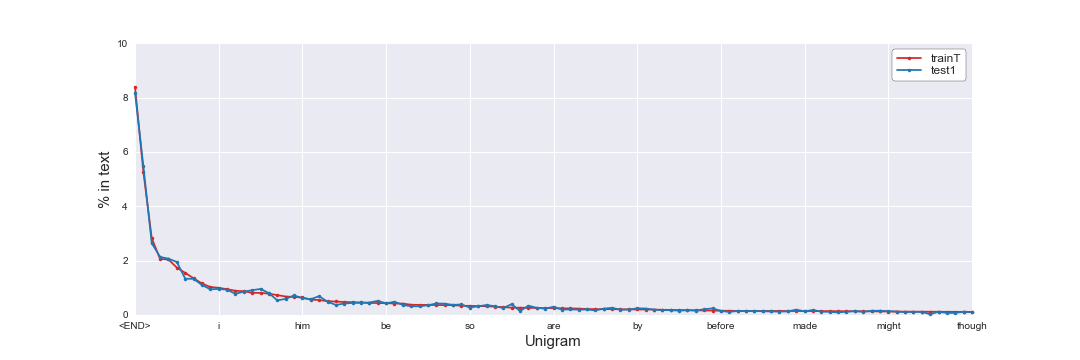 10
8
6
4
2
0
% in text
trainT
test1
<END> i him be so are by before made might though
Unigram